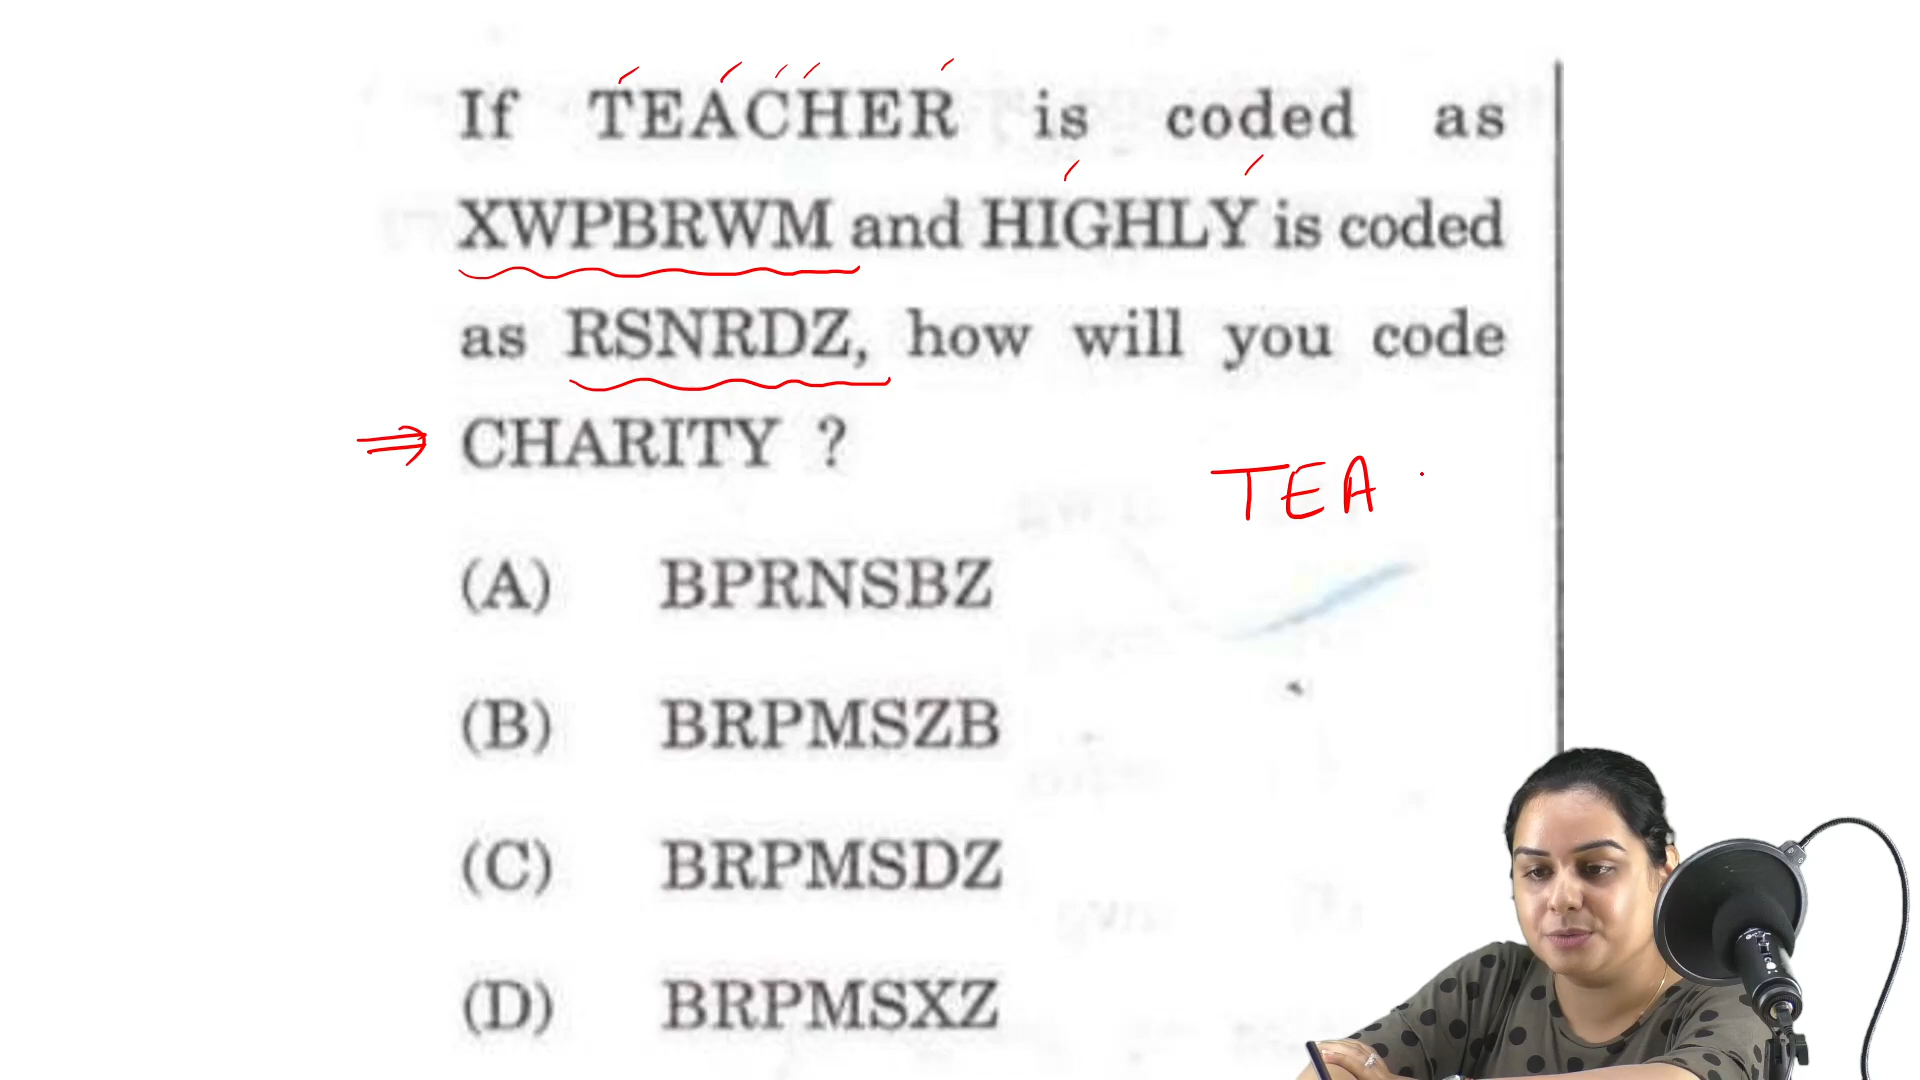 If TEACHER is coded as
XWPBRWM and HIGHLY is coded
as RSNRDZ, how will you code
CHARITY ?
TEA
(A) BPRNSBZ
(B) BRPMSZB
(C) BRPMSDZ
(D) BRPMSXZ